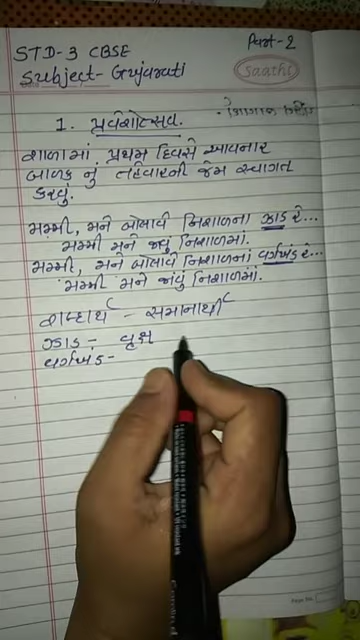 STD-3 CBSE
Part-2
Subject- Gujarati
Saathi
1. પ્રવેશોત્સવ
શાળામાં પ્રથમ દિવસે આવનાર
બાળક નું તહેવારની જેમ સ્વાગત
કરવું.
મમ્મી, મને બોલાવે નિશાળના ઝાડ રે...
મમ્મી મને જવું નિશાળમાં.
મમ્મી, મને બોલાવે નિશાળનાં વર્ગખંડ રે...
મમ્મી મને જાવું નિશાળમાં.
શબ્દાર્થ - સમાનાર્થી
ઝાડ - વૃક્ષ
વર્ગખંડ -